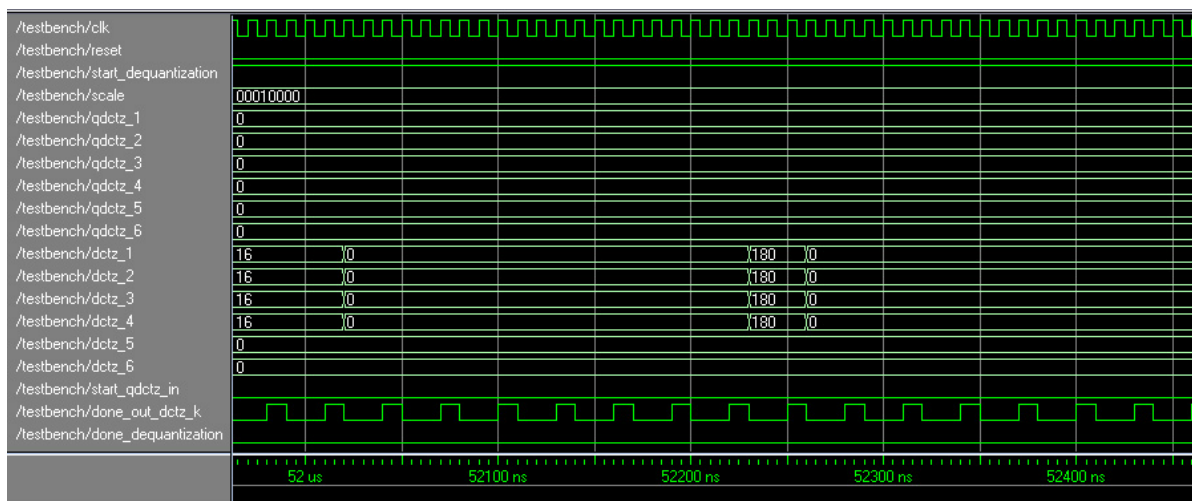 /testbench/clk
/testbench/reset
/testbench/start_dequantization
/testbench/scale 00010000
/testbench/qdctz_1 0
/testbench/qdctz_2 0
/testbench/qdctz_3 0
/testbench/qdctz_4 0
/testbench/qdctz_5 0
/testbench/qdctz_6 0
/testbench/dctz_1 16 0 180 0
/testbench/dctz_2 16 0 180 0
/testbench/dctz_3 16 0 180 0
/testbench/dctz_4 16 0 180 0
/testbench/dctz_5 0
/testbench/dctz_6 0
/testbench/start_qdctz_in
/testbench/done_out_dctz_k
/testbench/done_dequantization
52 us 52100 ns 52200 ns 52300 ns 52400 ns